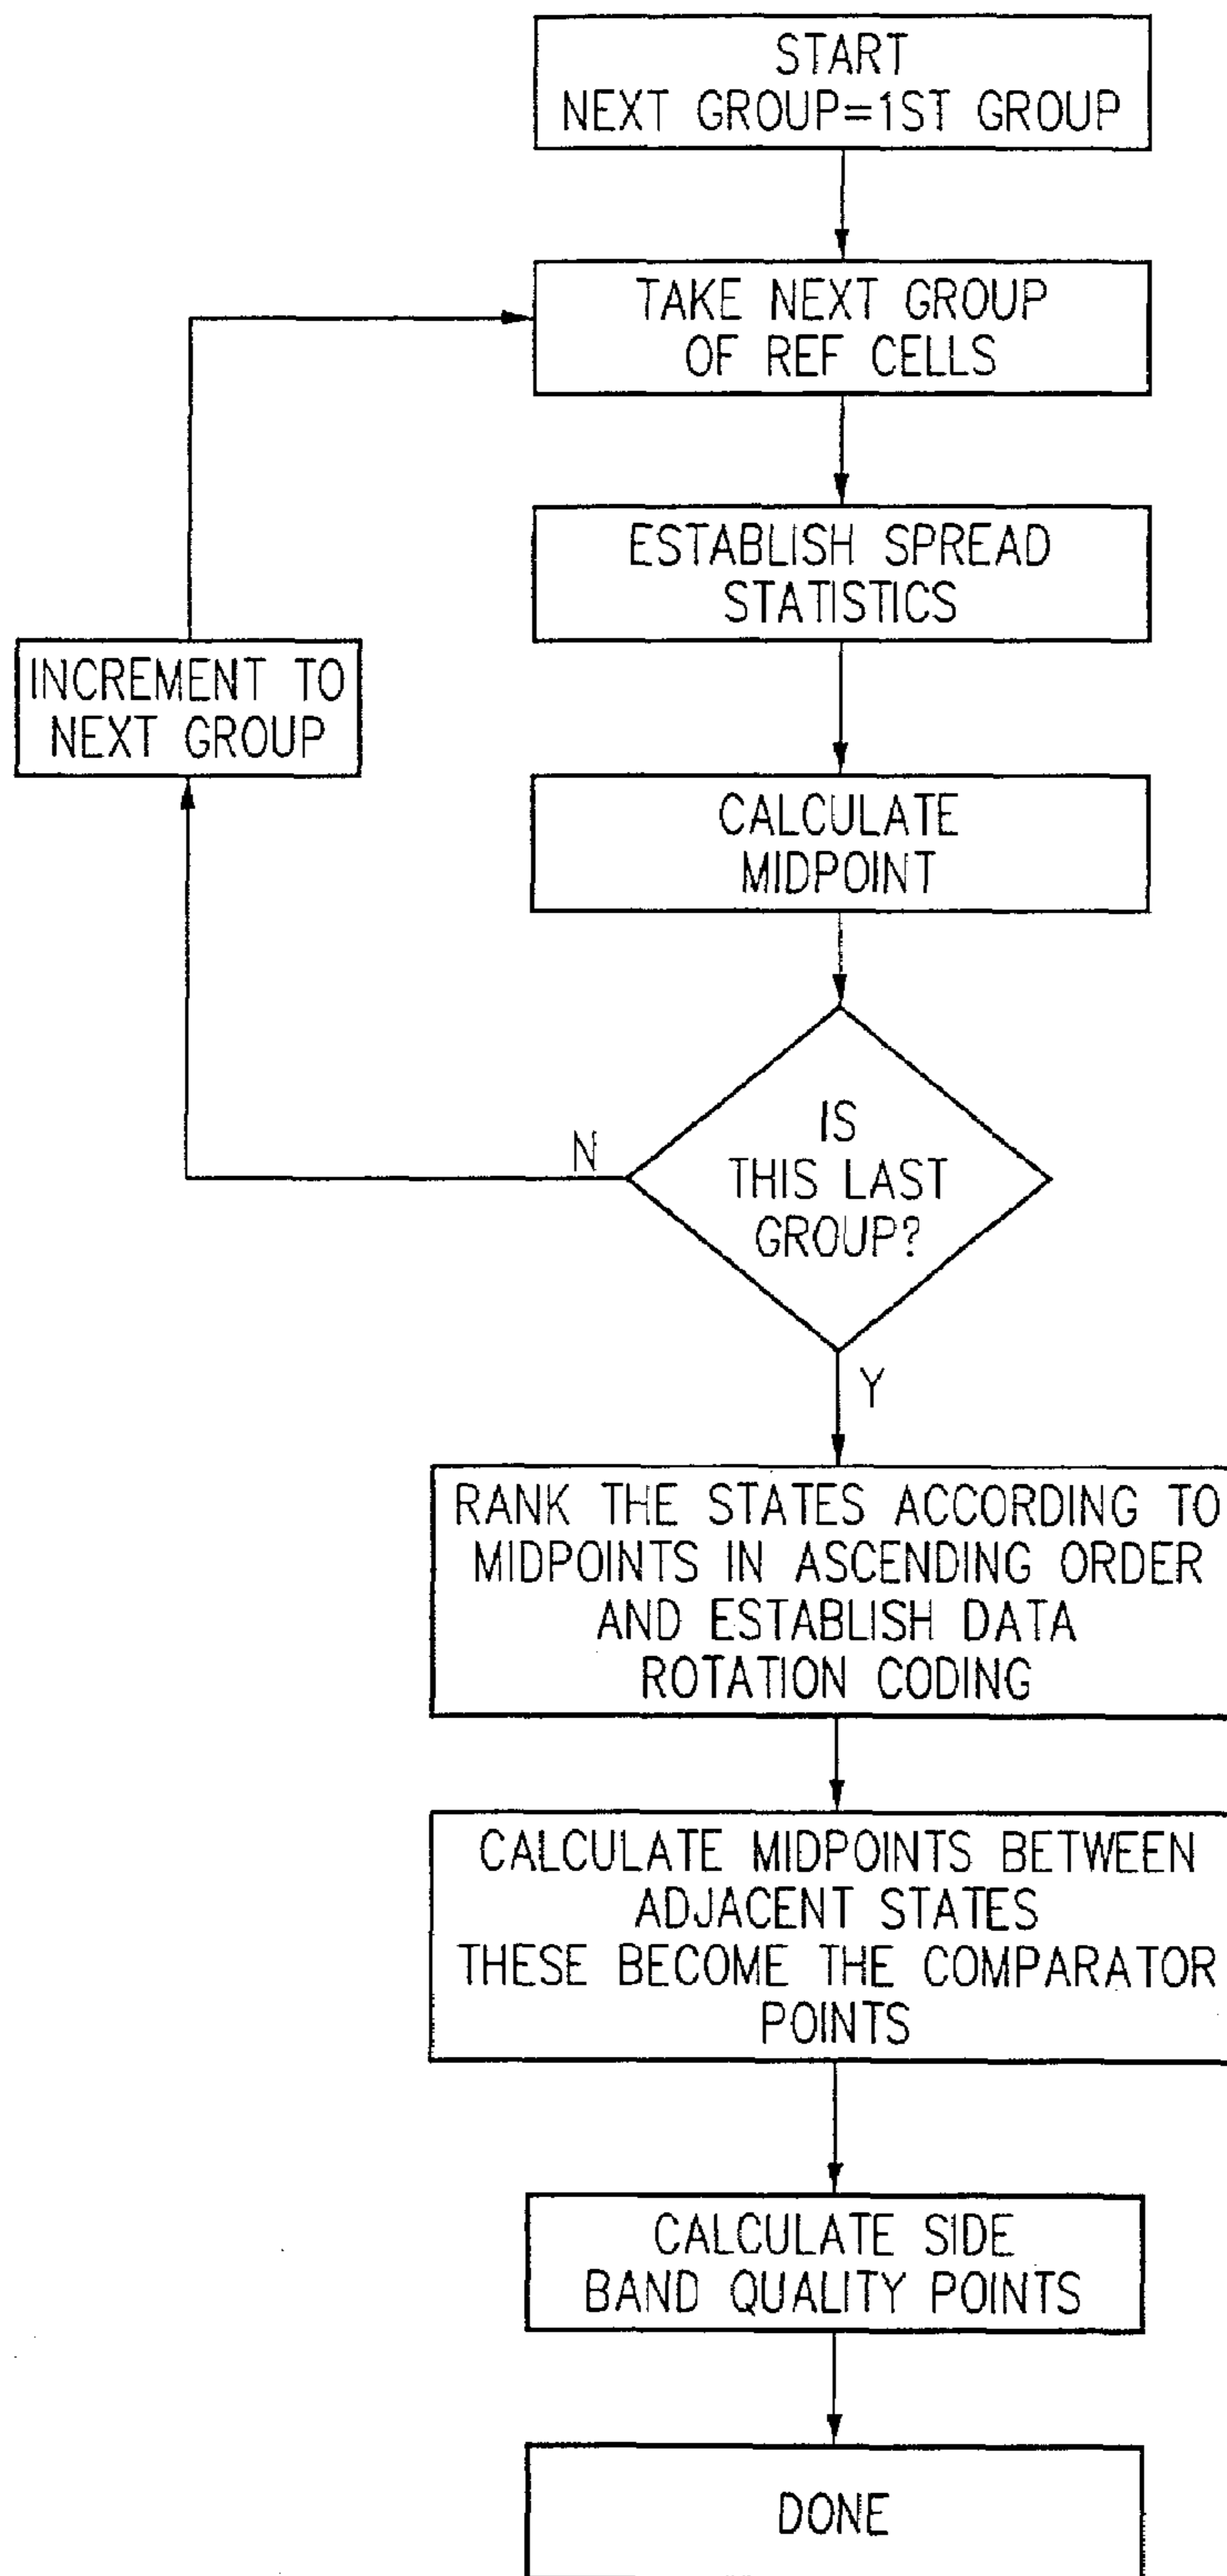 START
NEXT GROUP=1ST GROUP
TAKE NEXT GROUP
OF REF CELLS
ESTABLISH SPREAD
STATISTICS
INCREMENT TO
NEXT GROUP
CALCULATE
MIDPOINT
IS
THIS LAST
GROUP?
N
Y
RANK THE STATES ACCORDING TO
MIDPOINTS IN ASCENDING ORDER
AND ESTABLISH DATA
ROTATION CODING
CALCULATE MIDPOINTS BETWEEN
ADJACENT STATES
THESE BECOME THE COMPARATOR
POINTS
CALCULATE SIDE
BAND QUALITY POINTS
DONE